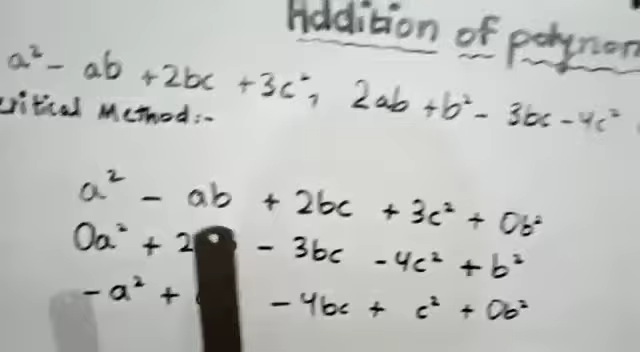 Addition of polynom
a² - ab + 2bc + 3c², 2ab + b² - 3bc - 4c²
Method:-
a² - ab + 2bc + 3c² + 0b²
0a² + 2 - 3bc - 4c² + b²
-a² + - 4bc + c² + 0b²